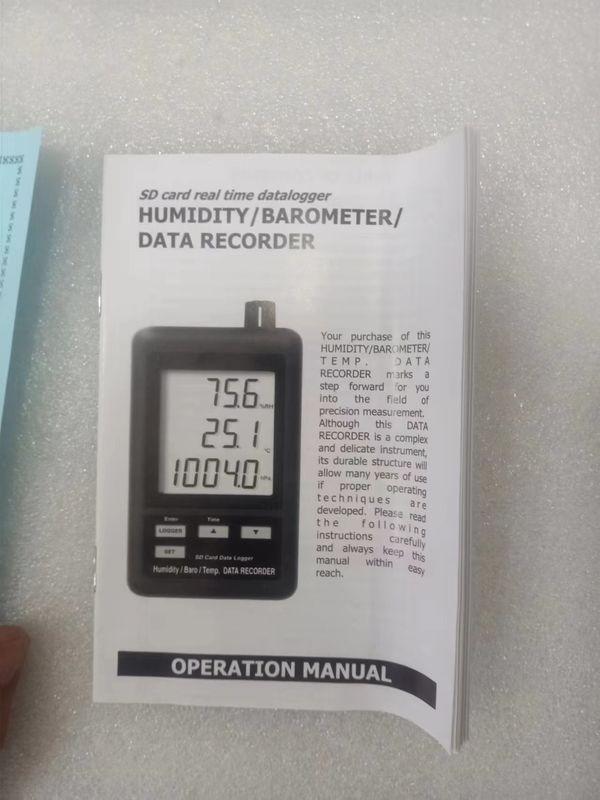 SD card real time datalogger
HUMIDITY/BAROMETER/
DATA RECORDER
75.6 %RH
25.1 °C
1004.0 hPa
Enter Time
LOGGER ▲ ▼
SET
SD Card Data Logger
Humidity / Baro / Temp. DATA RECORDER
Your purchase of this
HUMIDITY/BAROMETER/
TEMP. DATA
RECORDER marks a
step forward for you
into the field of
precision measurement.
Although this DATA
RECORDER is a complex
and delicate instrument,
its durable structure will
allow many years of use
if proper operating
techniques are
developed. Please read
the following
instructions carefully
and always keep this
manual within easy
reach.
OPERATION MANUAL